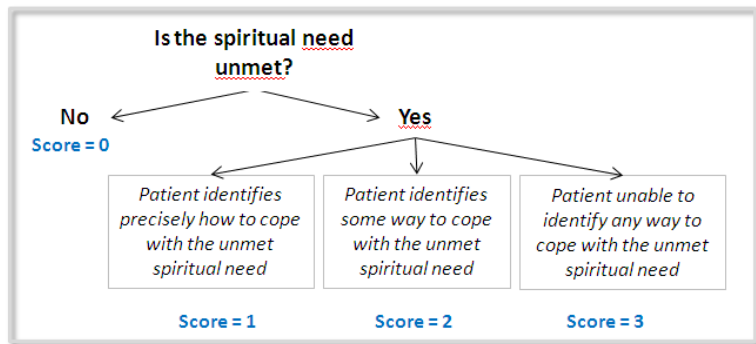 Is the spiritual need
unmet?
No
Yes
Score = 0
Patient identifies
precisely how to cope
with the unmet
spiritual need
Patient identifies
some way to cope
with the unmet
spiritual need
Patient unable to
identify any way to
cope with the unmet
spiritual need
Score = 1
Score = 2
Score = 3